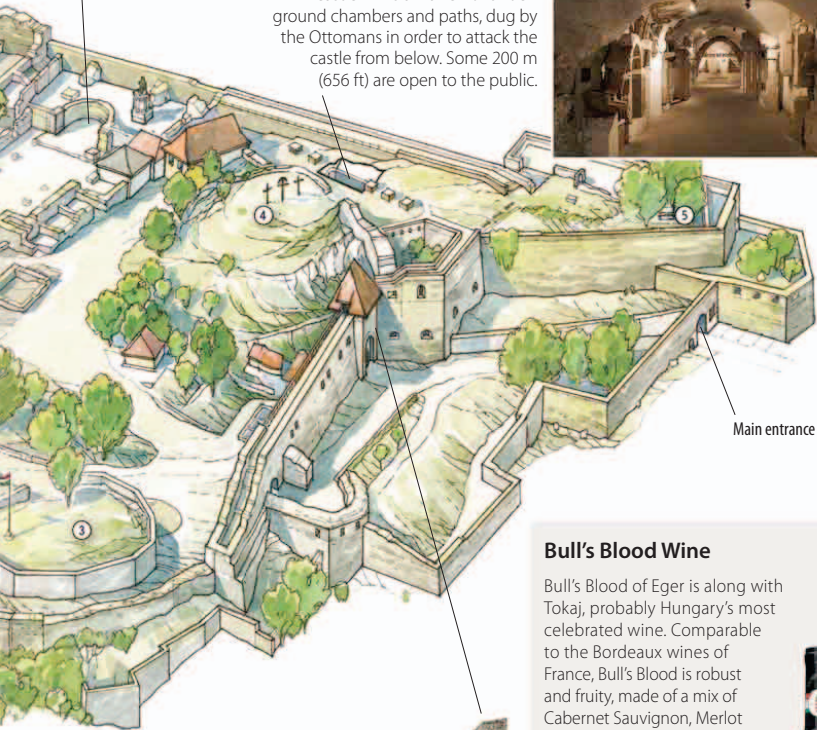 ground chambers and paths, dug by
the Ottomans in order to attack the
castle from below. Some 200 m
(656 ft) are open to the public.
4
5
Main entrance
3
Bull's Blood Wine
Bull's Blood of Eger is along with
Tokaj, probably Hungary's most
celebrated wine. Comparable
to the Bordeaux wines of
France, Bull's Blood is robust
and fruity, made of a mix of
Cabernet Sauvignon, Merlot